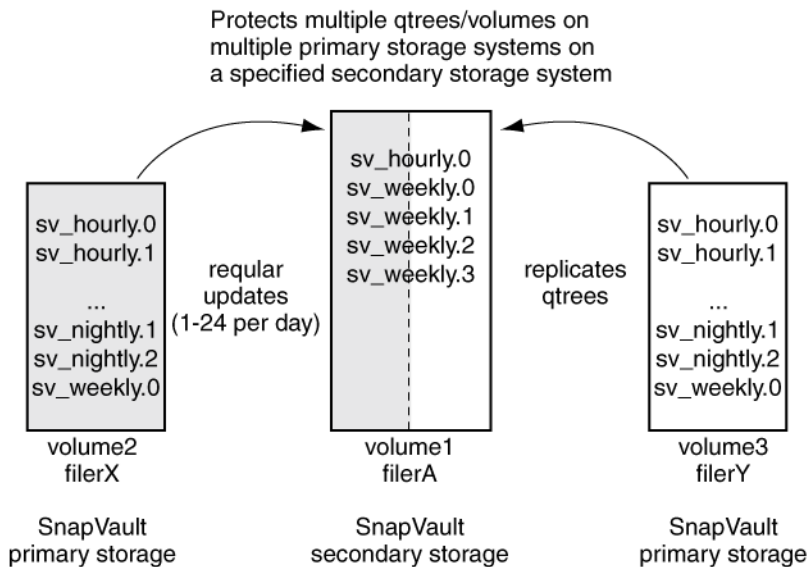 Protects multiple qtrees/volumes on
multiple primary storage systems on
a specified secondary storage system
sv_hourly.0
sv_hourly.1
...
sv_nightly.1
sv_nightly.2
sv_weekly.0
volume2
filerX
SnapVault
primary storage
reqular
updates
(1-24 per day)
sv_hourly.0
sv_weekly.0
sv_weekly.1
sv_weekly.2
sv_weekly.3
volume1
filerA
SnapVault
secondary storage
replicates
qtrees
sv_hourly.0
sv_hourly.1
...
sv_nightly.1
sv_nightly.2
sv_weekly.0
volume3
filerY
SnapVault
primary storage